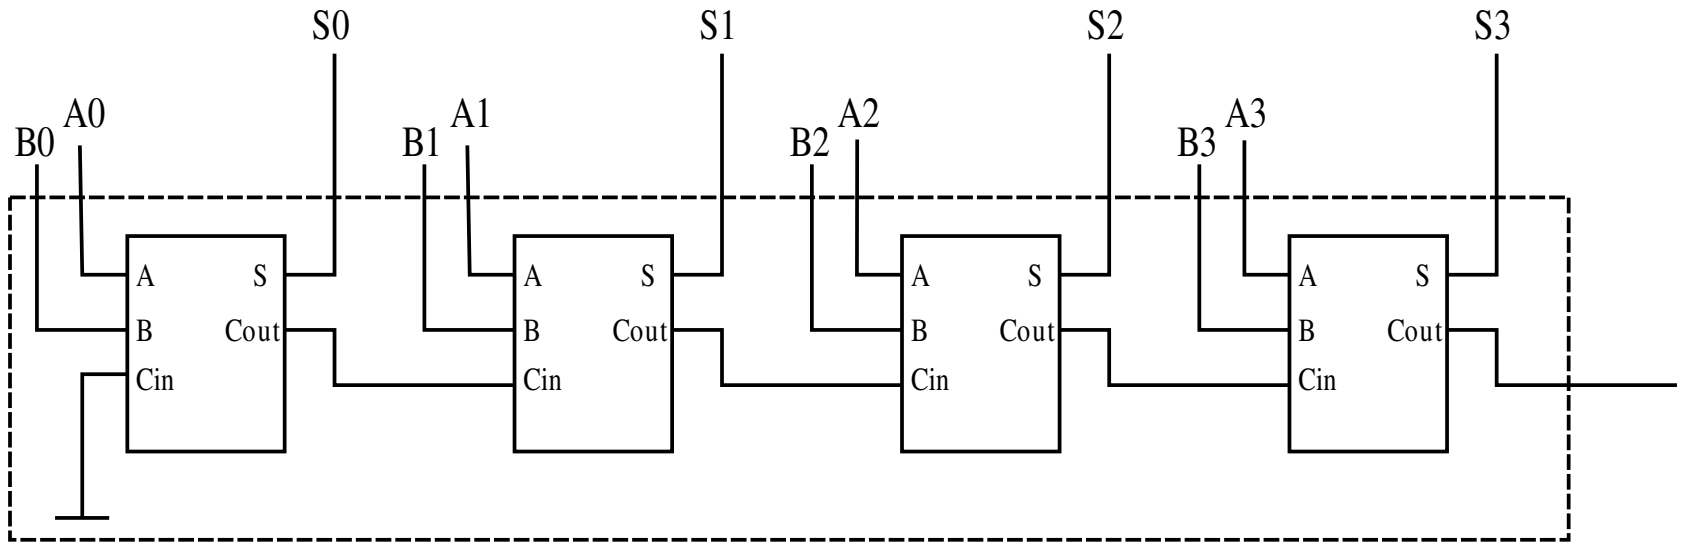 S0 S1 S2 S3
A0 A1 A2 A3
B0 B1 B2 B3
A S A S A S A S
B Cout B Cout B Cout B Cout
Cin Cin Cin Cin